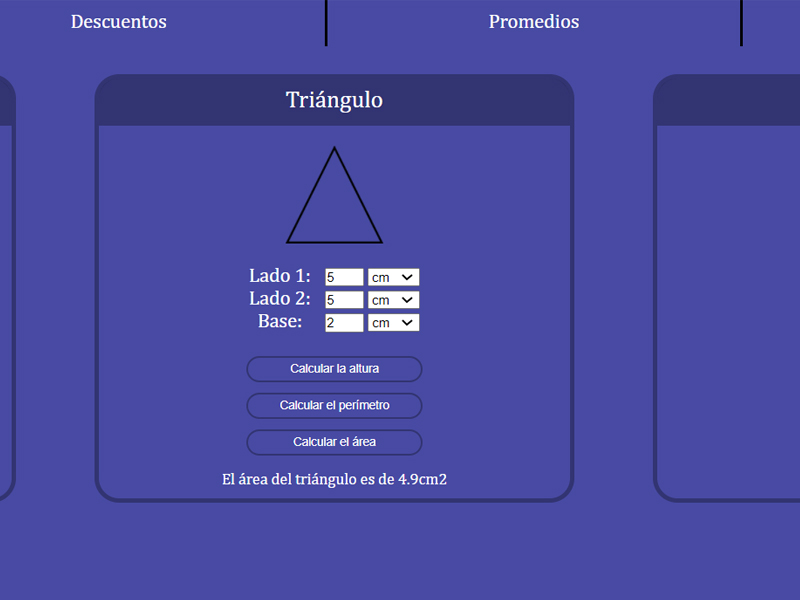 Descuentos
Promedios
Triángulo
Lado 1: 5 cm
Lado 2: 5 cm
Base: 2 cm
Calcular la altura
Calcular el perímetro
Calcular el área
El área del triángulo es de 4.9cm2